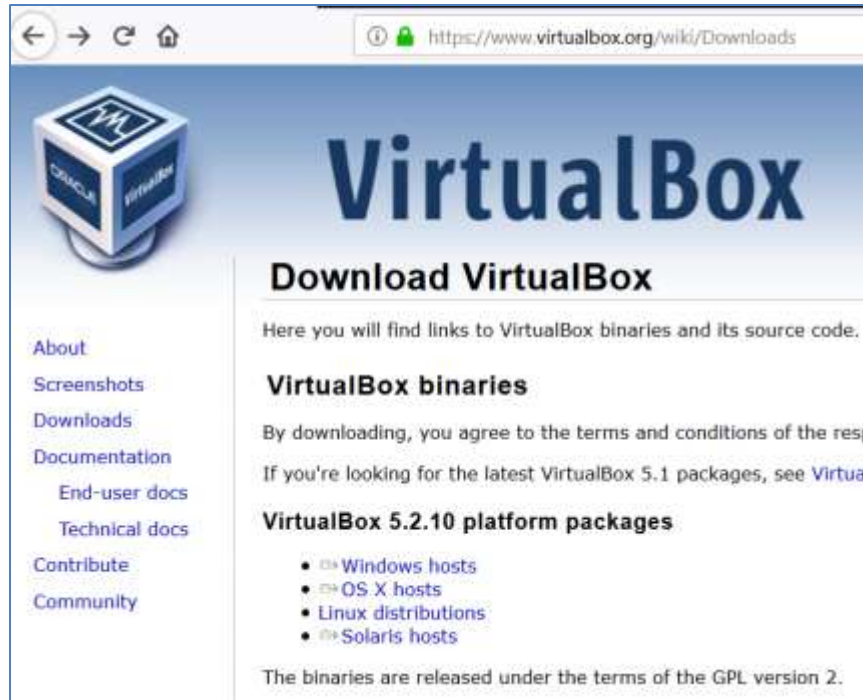 https://www.virtualbox.org/wiki/Downloads
ORACLE
VirtualBox
VirtualBox
Download VirtualBox
Here you will find links to VirtualBox binaries and its source code.
About
Screenshots
Downloads
Documentation
End-user docs
Technical docs
Contribute
Community
VirtualBox binaries
By downloading, you agree to the terms and conditions of the
If you're looking for the latest VirtualBox 5.1 packages, see
VirtualBox 5.2.10 platform packages
Windows hosts
OS X hosts
Linux distributions
Solaris hosts
The binaries are released under the terms of the GPL version 2.